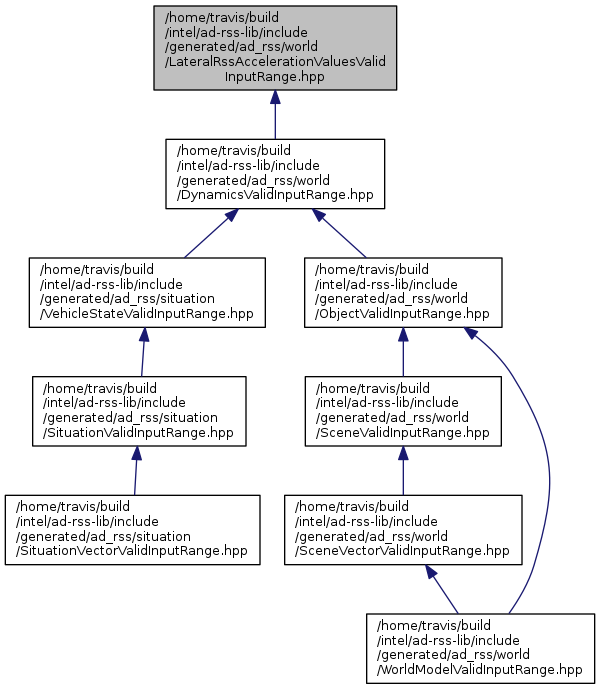 /home/travis/build
/intel/ad-rss-lib/include
/generated/ad_rss/world
/LateralRssAccelerationValuesValid
InputRange.hpp
/home/travis/build
/intel/ad-rss-lib/include
/generated/ad_rss/world
/DynamicsValidInputRange.hpp
/home/travis/build
/intel/ad-rss-lib/include
/generated/ad_rss/situation
/VehicleStateValidInputRange.hpp
/home/travis/build
/intel/ad-rss-lib/include
/generated/ad_rss/world
/ObjectValidInputRange.hpp
/home/travis/build
/intel/ad-rss-lib/include
/generated/ad_rss/situation
/SituationValidInputRange.hpp
/home/travis/build
/intel/ad-rss-lib/include
/generated/ad_rss/world
/SceneValidInputRange.hpp
/home/travis/build
/intel/ad-rss-lib/include
/generated/ad_rss/situation
/SituationVectorValidInputRange.hpp
/home/travis/build
/intel/ad-rss-lib/include
/generated/ad_rss/world
/SceneVectorValidInputRange.hpp
/home/travis/build
/intel/ad-rss-lib/include
/generated/ad_rss/world
/WorldModelValidInputRange.hpp